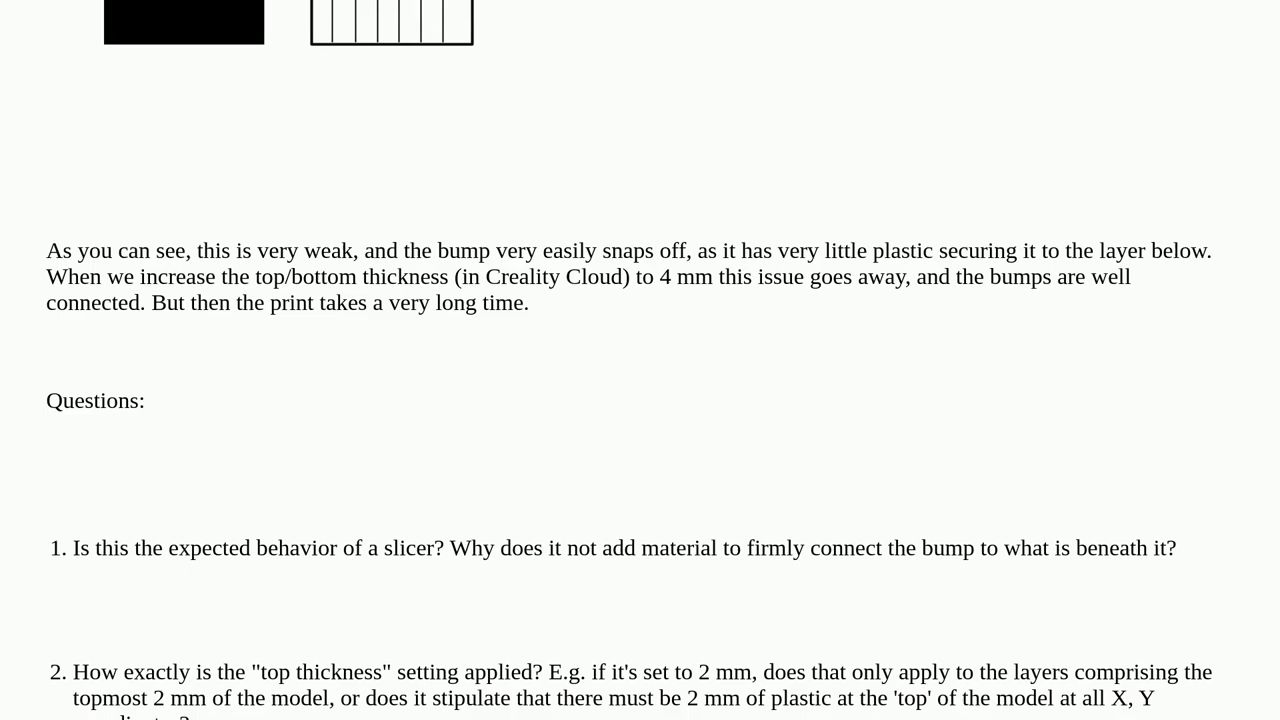 As you can see, this is very weak, and the bump very easily snaps off, as it has very little plastic securing it to the layer below.
When we increase the top/bottom thickness (in Creality Cloud) to 4 mm this issue goes away, and the bumps are well
connected. But then the print takes a very long time.
Questions:
1. Is this the expected behavior of a slicer? Why does it not add material to firmly connect the bump to what is beneath it?
2. How exactly is the "top thickness" setting applied? E.g. if it's set to 2 mm, does that only apply to the layers comprising the
topmost 2 mm of the model, or does it stipulate that there must be 2 mm of plastic at the 'top' of the model at all X, Y